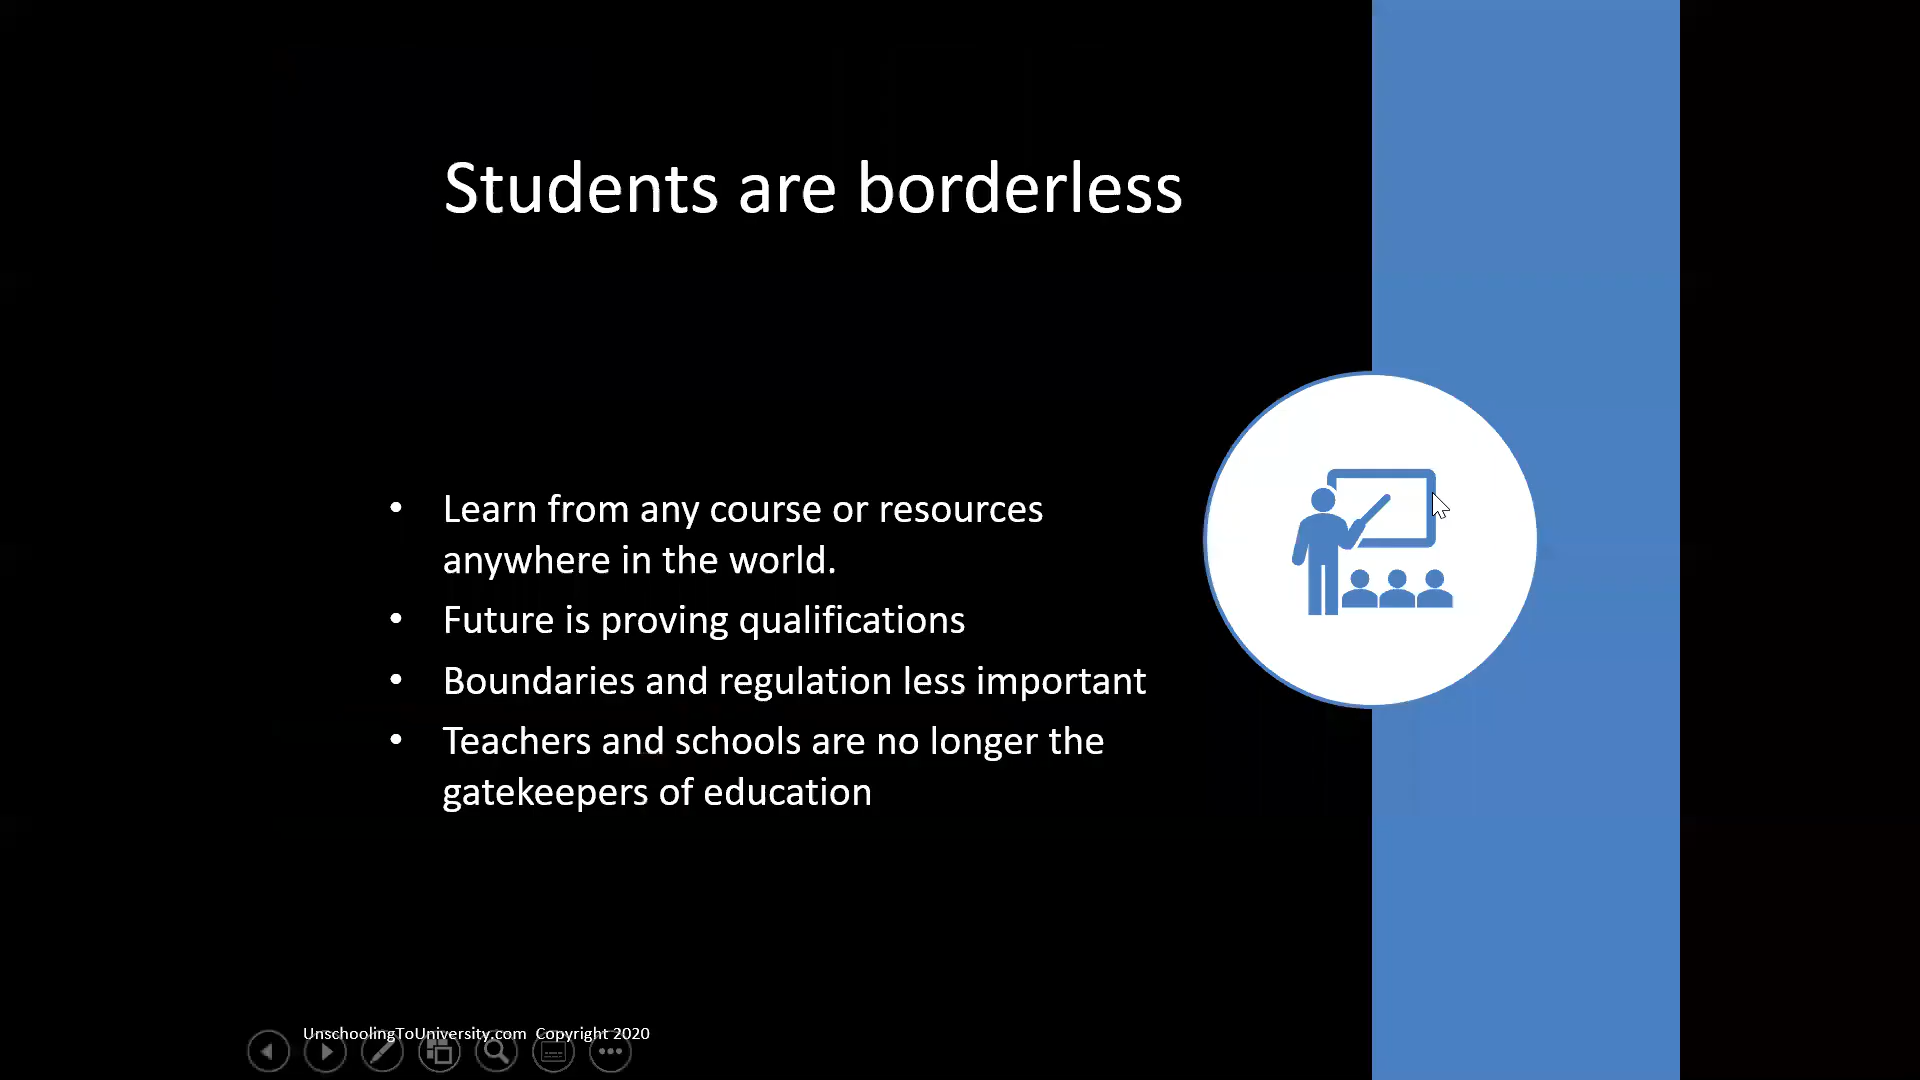 Students are borderless
• Learn from any course or resources
anywhere in the world.
• Future is proving qualifications
• Boundaries and regulation less important
• Teachers and schools are no longer the
gatekeepers of education
UnschoolingToUniversity.com Copyright 2020